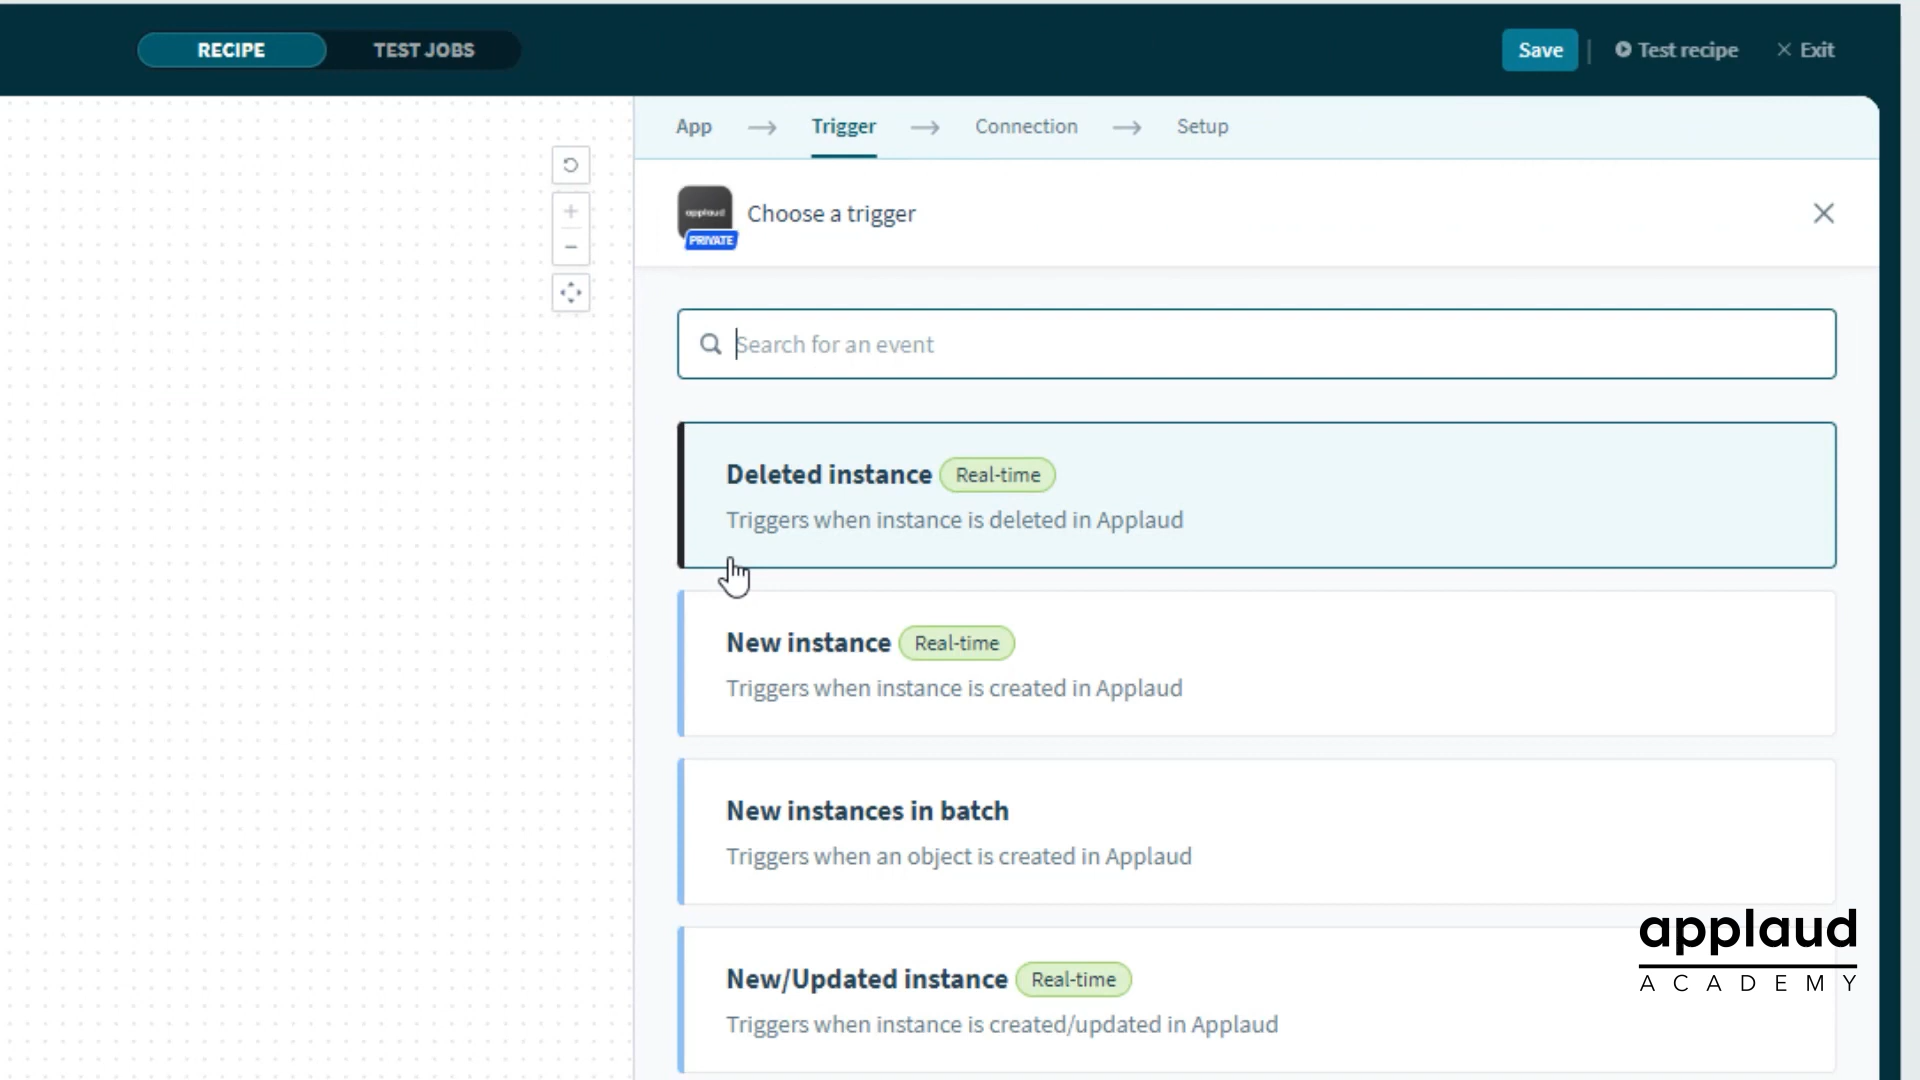 RECIPE TEST JOBS Save Test recipe Exit
App Trigger Connection Setup
applaud
PRIVATE
Choose a trigger
Search for an event
Deleted instance Real-time
Triggers when instance is deleted in Applaud
New instance Real-time
Triggers when instance is created in Applaud
New instances in batch
Triggers when an object is created in Applaud
New/Updated instance Real-time
Triggers when instance is created/updated in Applaud
applaud
ACADEMY